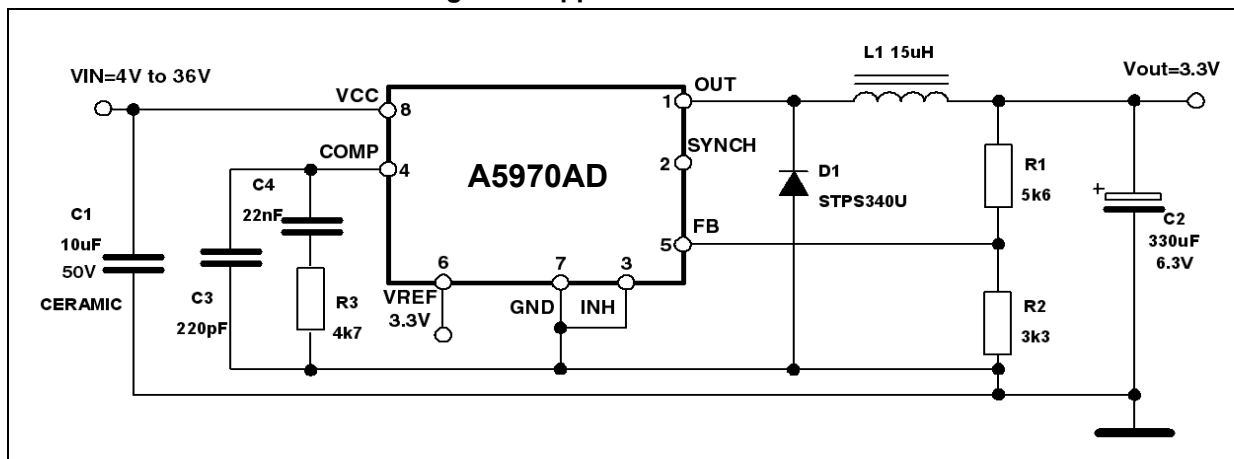 L1 15uH
VIN=4V to 36V
Vout=3.3V
VCC
8
OUT
1
COMP
4
SYNCH
2
A5970AD
D1
STPS340U
R1
5k6
C4
22nF
C1
10uF
50V
CERAMIC
FB
5
+
C2
330uF
6.3V
6
7
3
VREF
3.3V
GND
INH
R3
4k7
C3
220pF
R2
3k3